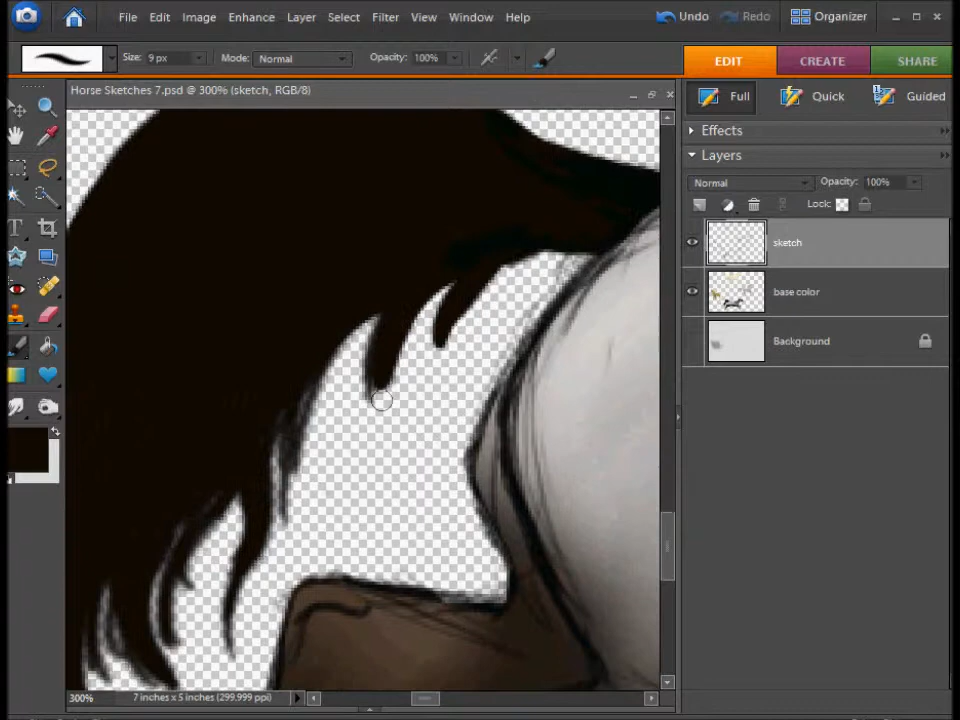 File Edit Image Enhance Layer Select Filter View Window Help Undo Redo Organizer
Size: 9 px Mode: Normal Opacity: 100% EDIT CREATE SHARE
Horse Sketches 7.psd @ 300% (sketch, RGB/8)
Full Quick Guided
Effects
Layers
Normal Opacity: 100%
Lock:
sketch
base color
Background
300% 7 inches x 5 inches (299.999 ppi)